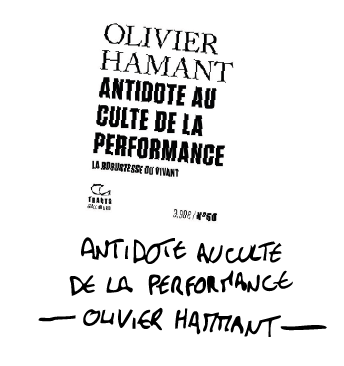 OLIVIER
HAMANT
ANTIDOTE AU
CULTE DE LA
PERFORMANCE
LA ROBUSTESSE DU VIVANT
TRACTS
GALLIMARD
3,90€ / N°50
ANTIDOTE AU CULTE
DE LA PERFORMANCE
— OLIVIER HAMMANT —